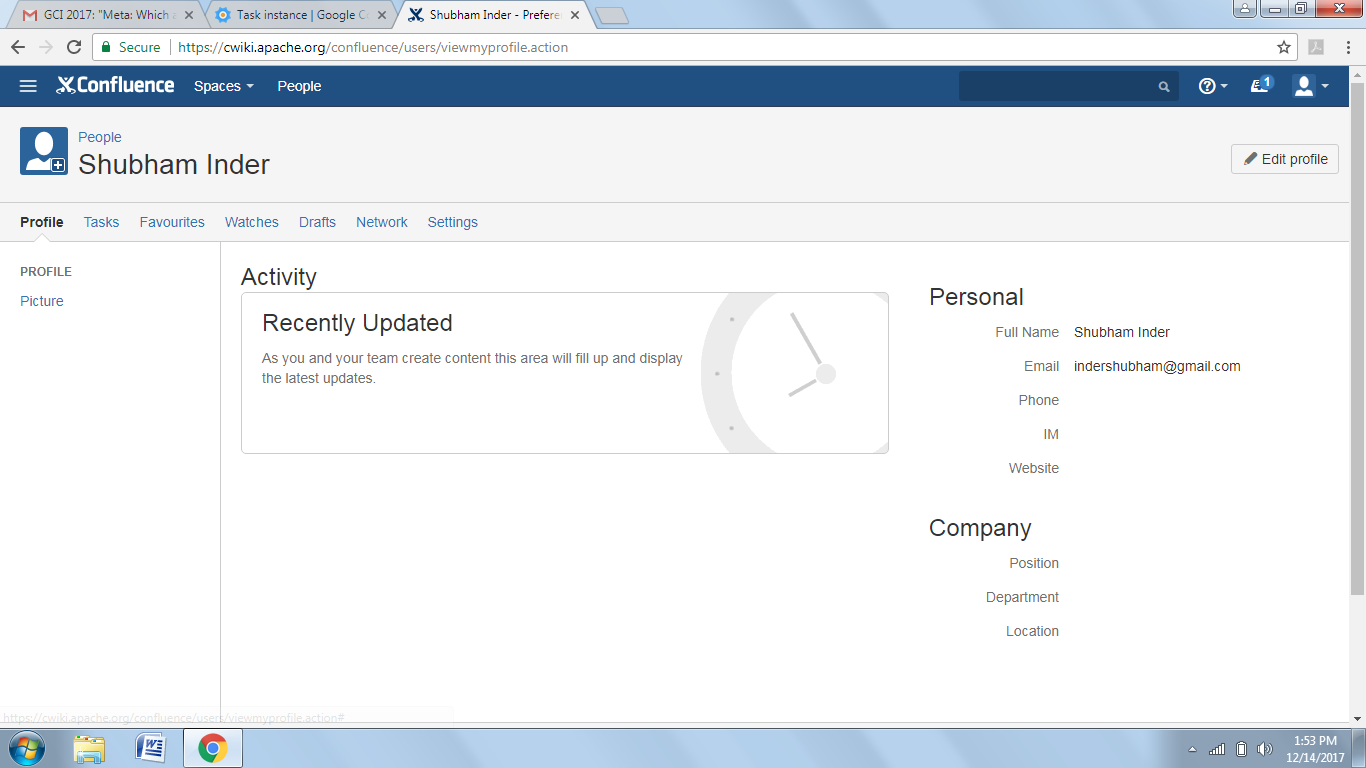 GCI 2017: "Meta: Which
Task instance | Google C
Shubham Inder - Prefere
Secure
https://cwiki.apache.org/confluence/users/viewmyprofile.action
Confluence
Spaces
People
1
People
Shubham Inder
Edit profile
Profile
Tasks
Favourites
Watches
Drafts
Network
Settings
PROFILE
Picture
Activity
Recently Updated
As you and your team create content this area will fill up and display
the latest updates.
Personal
Full Name Shubham Inder
Email indershubham@gmail.com
Phone
IM
Website
Company
Position
Department
Location
https://cwiki.apache.org/confluence/users/viewmyprofile.action#
1:53 PM
12/14/2017